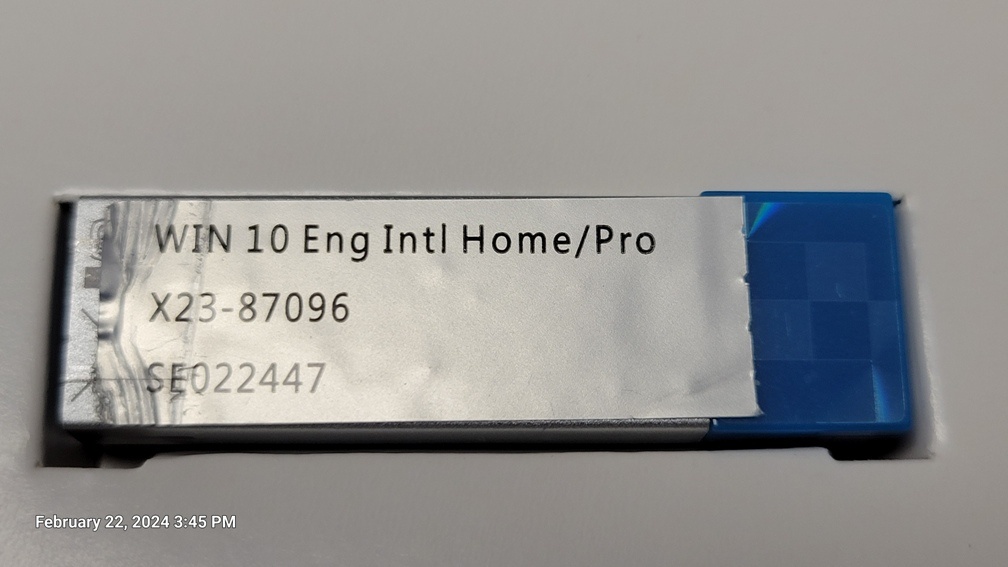 WIN 10 Eng Intl Home/Pro
X23-87096
SE022447
February 22, 2024 3:45 PM